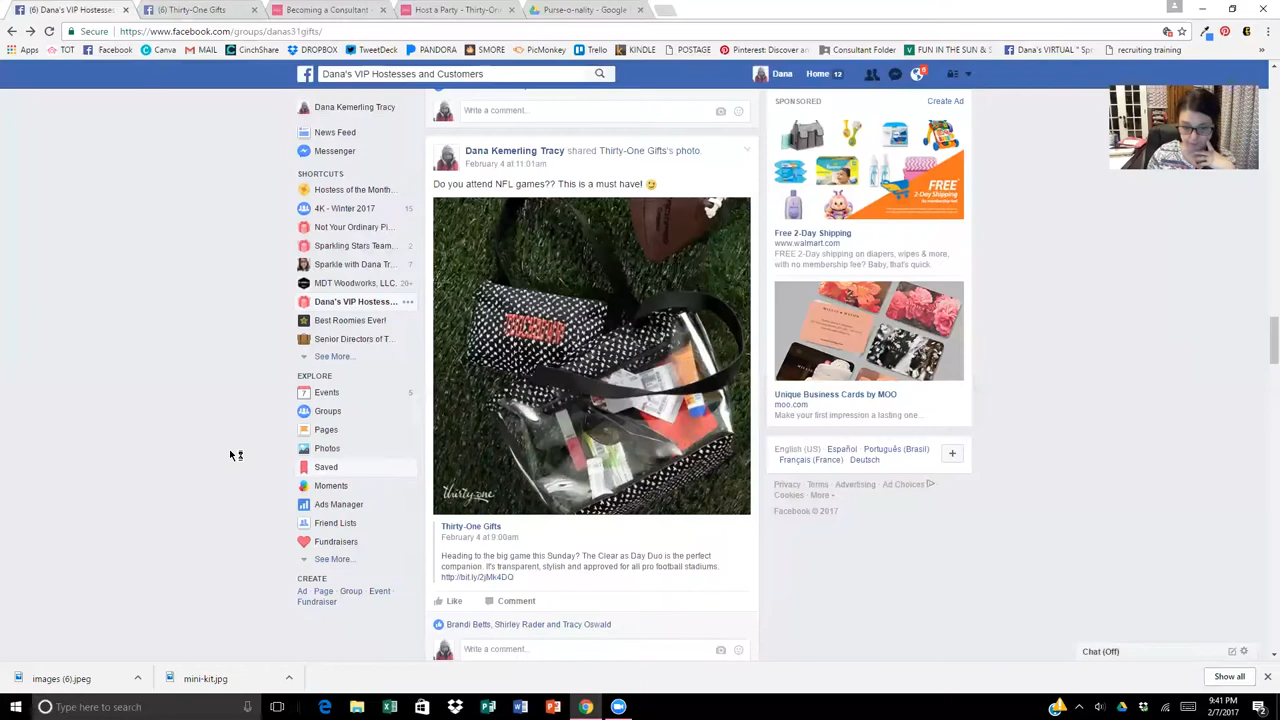 (6) Dana's VIP Hostesses
(6) Thirty-One Gifts
Becoming a Consultant -
Host a Party - Thirty-On
Purse-o-nality - Google
Secure
https://www.facebook.com/groups/danas31gifts/
Apps TOT Facebook Canva MAIL CinchShare DROPBOX TweetDeck PANDORA SMORE PicMonkey Trello KINDLE POSTAGE Pinterest: Discover an Consultant Folder FUN IN THE SUN & S Dana's VIRTUAL " Spr recruiting training
Dana's VIP Hostesses and Customers
Dana Home 12
6
Dana Kemerling Tracy
News Feed
Messenger
SHORTCUTS
Hostess of the Month...
4K - Winter 2017 15
Not Your Ordinary Pi...
Sparkling Stars Team... 2
Sparkle with Dana Tr... 7
MDT Woodworks, LLC. 20+
Dana's VIP Hostess... •••
Best Roomies Ever!
Senior Directors of T...
See More...
EXPLORE
Events 5
Groups
Pages
Photos
Saved
Moments
Ads Manager
Friend Lists
Fundraisers
See More...
CREATE
Ad · Page · Group · Event ·
Fundraiser
Write a comment...
Dana Kemerling Tracy shared Thirty-One Gifts's photo.
February 4 at 11:01am
Do you attend NFL games?? This is a must have!
thirty-one
Thirty-One Gifts
February 4 at 9:00am
Heading to the big game this Sunday? The Clear as Day Duo is the perfect
companion. It's transparent, stylish and approved for all pro football stadiums.
http://bit.ly/2jMk4DQ
Like Comment
Brandi Betts, Shirley Rader and Tracy Oswald
Write a comment...
SPONSORED Create Ad
FREE
2-Day Shipping
Free 2-Day Shipping
www.walmart.com
FREE 2-Day shipping on diapers, wipes & more,
with no membership fee? Baby, that's quick.
Unique Business Cards by MOO
moo.com
Make your first impression a lasting one...
English (US) · Español · Português (Brasil) ·
Français (France) · Deutsch
Privacy · Terms · Advertising · Ad Choices ·
Cookies · More
Facebook © 2017
Chat (Off)
images (6).jpeg
mini-kit.jpg
Show all
Type here to search
9:41 PM
2/7/2017